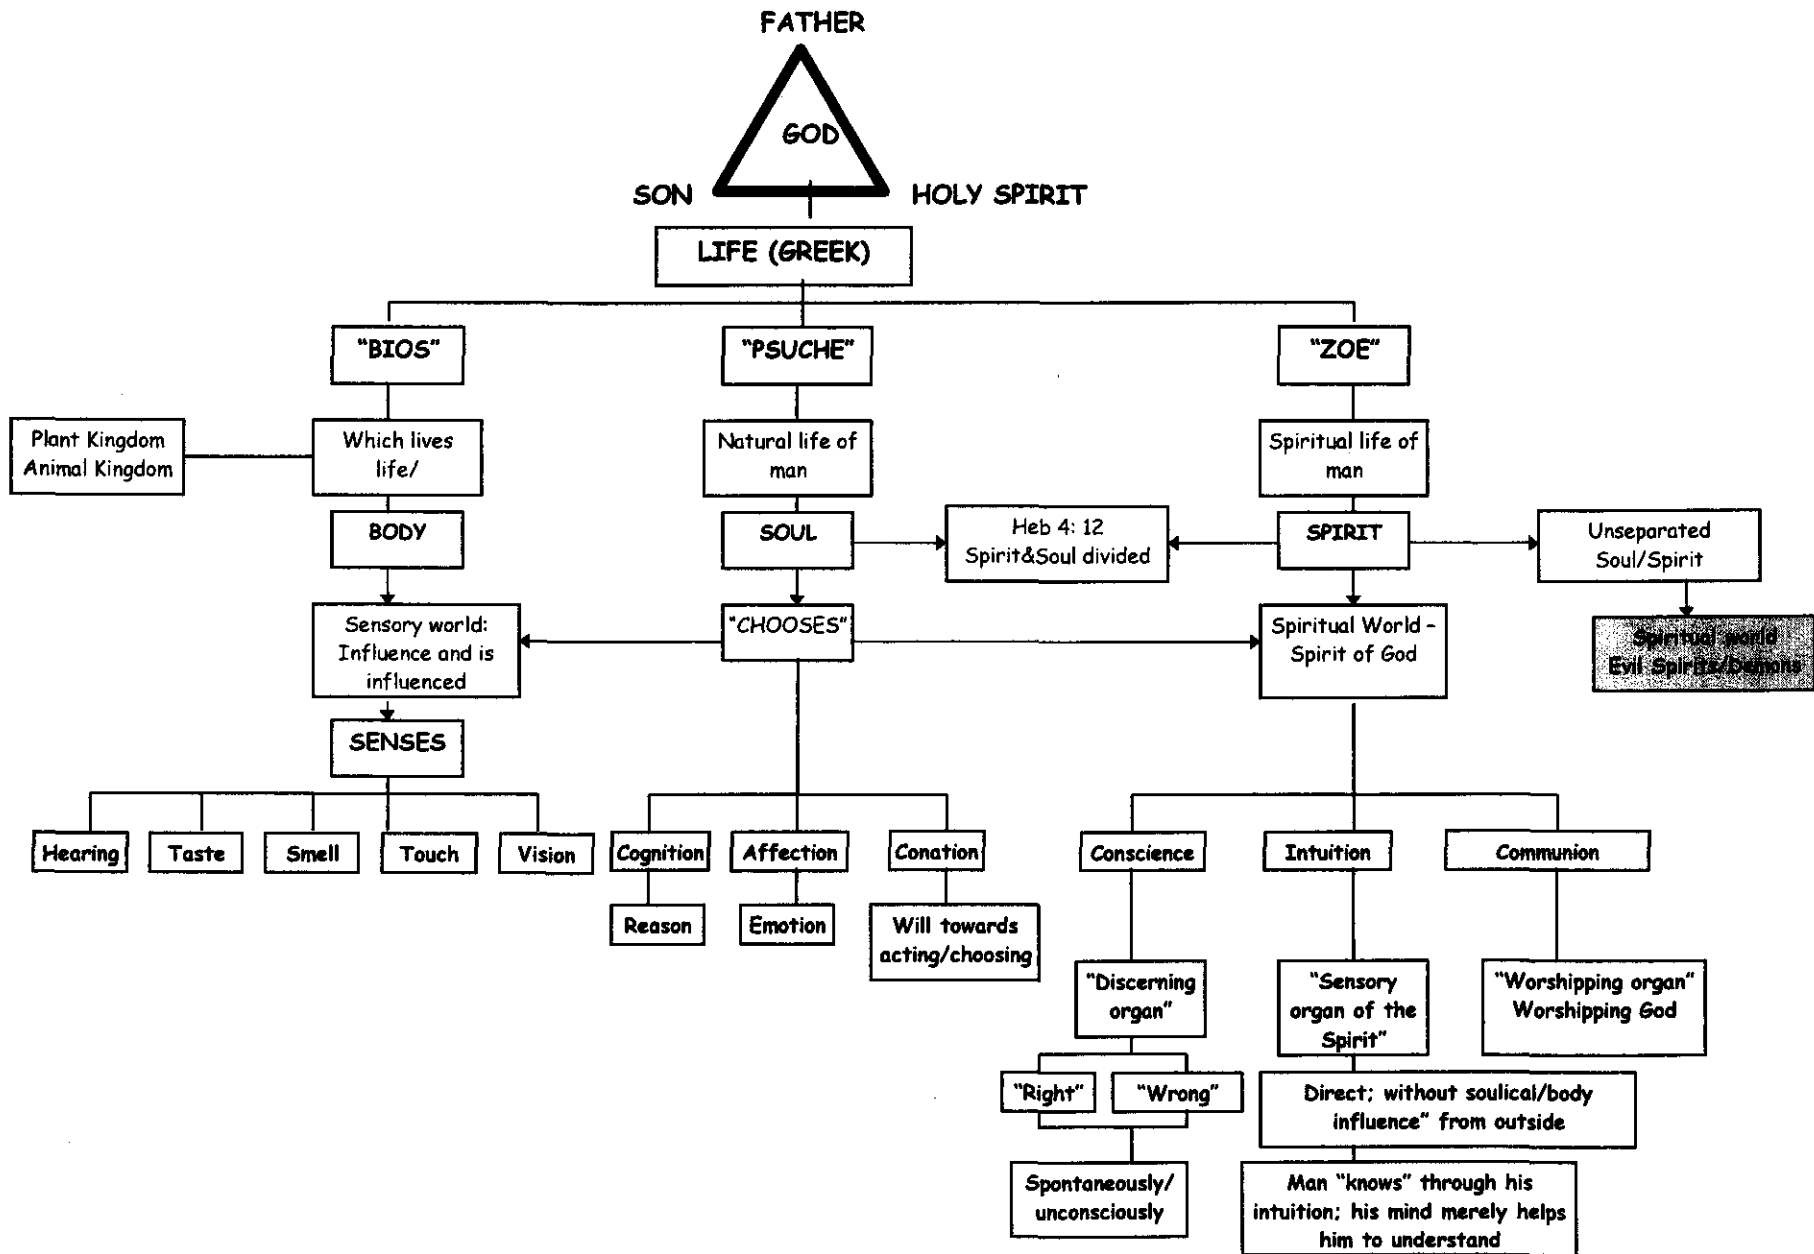 FATHER
GOD
SON
HOLY SPIRIT
LIFE (GREEK)
"BIOS"
"PSUCHE"
"ZOE"
Plant Kingdom
Animal Kingdom
Which lives
life/
Natural life of
man
Spiritual life of
man
BODY
SOUL
Heb 4: 12
Spirit&Soul divided
SPIRIT
Unseparated
Soul/Spirit
Sensory world:
Influence and is
influenced
"CHOOSES"
Spiritual World –
Spirit of God
Spiritual world
Evil Spirits/Demons
SENSES
Hearing
Taste
Smell
Touch
Vision
Cognition
Affection
Conation
Conscience
Intuition
Communion
Reason
Emotion
Will towards
acting/choosing
"Discerning
organ"
"Sensory
organ of the
Spirit"
"Worshipping organ"
Worshipping God
"Right"
"Wrong"
Direct; without soulical/body
influence" from outside
Spontaneously/
unconsciously
Man "knows" through his
intuition; his mind merely helps
him to understand